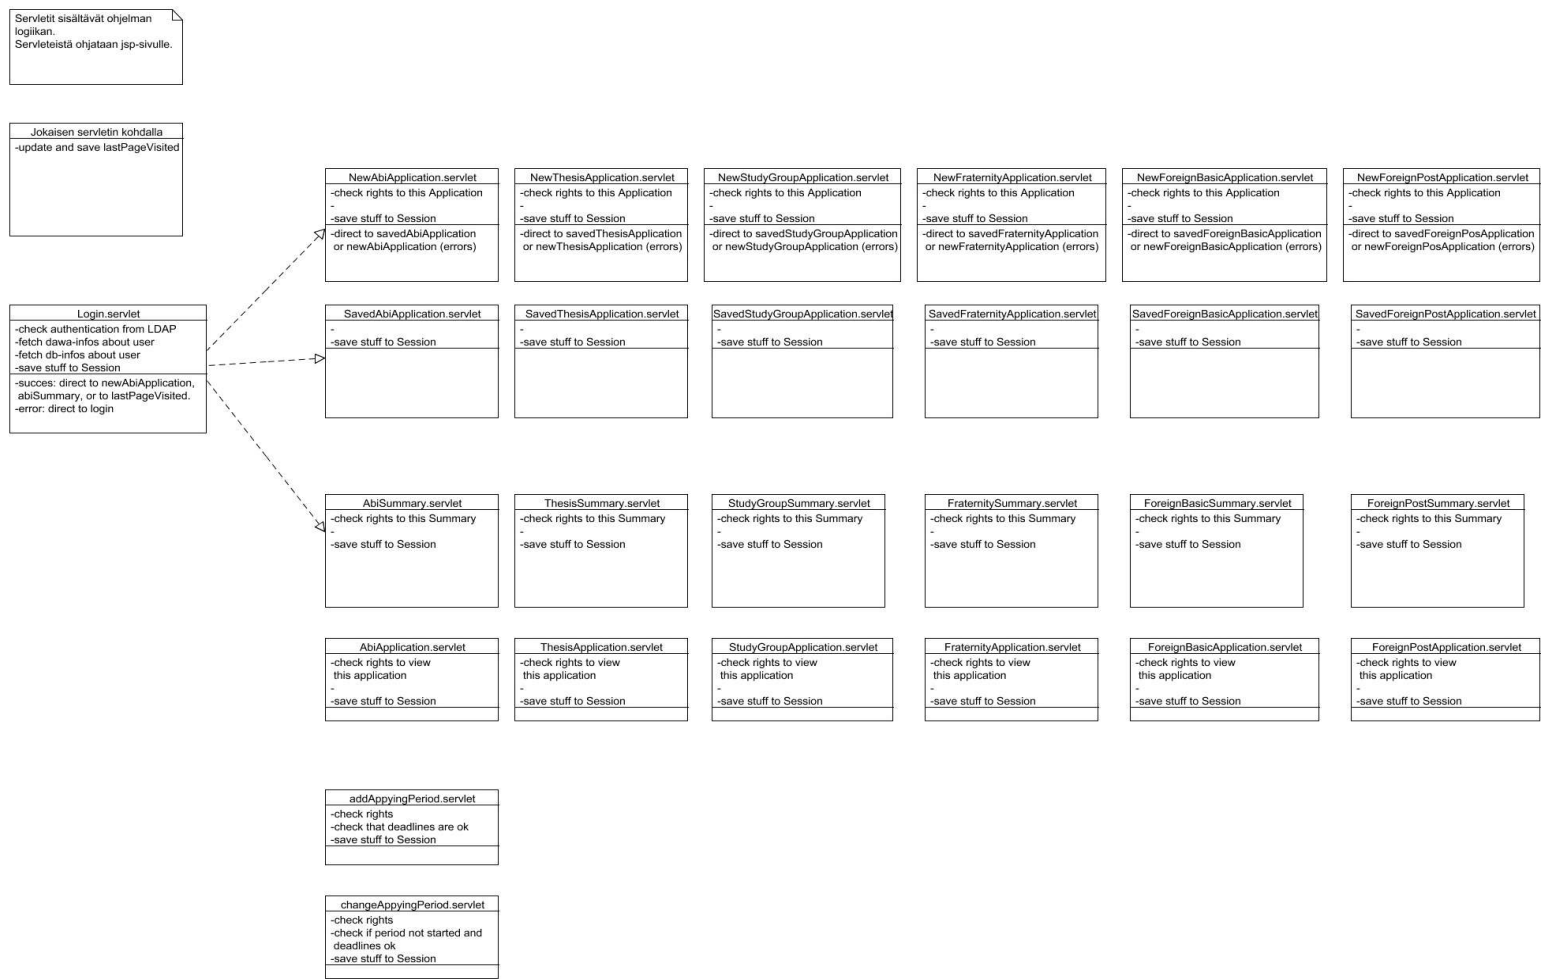 Servletit sisältävät ohjelman
logiikan.
Servleteistä ohjataan jsp-sivulle.
Jokaisen servletin kohdalla
-update and save lastPageVisited
Login.servlet
-check authentication from LDAP
-fetch dawa-infos about user
-fetch db-infos about user
-save stuff to Session
-succes: direct to newAbiApplication,
abiSummary, or to lastPageVisited.
-error: direct to login
NewAbiApplication.servlet
-check rights to this Application
-
-save stuff to Session
-direct to savedAbiApplication
or newAbiApplication (errors)
NewThesisApplication.servlet
-check rights to this Application
-
-save stuff to Session
-direct to savedThesisApplication
or newThesisApplication (errors)
NewStudyGroupApplication.servlet
-check rights to this Application
-
-save stuff to Session
-direct to savedStudyGroupApplication
or newStudyGroupApplication (errors)
NewFraternityApplication.servlet
-check rights to this Application
-
-save stuff to Session
-direct to savedFraternityApplication
or newFraternityApplication (errors)
NewForeignBasicApplication.servlet
-check rights to this Application
-
-save stuff to Session
-direct to savedForeignBasicApplication
or newForeignBasicApplication (errors)
NewForeignPostApplication.servlet
-check rights to this Application
-
-save stuff to Session
-direct to savedForeignPosApplication
or newForeignPosApplication (errors)
SavedAbiApplication.servlet
-
-save stuff to Session
SavedThesisApplication.servlet
-
-save stuff to Session
SavedStudyGroupApplication.servlet
-
-save stuff to Session
SavedFraternityApplication.servlet
-
-save stuff to Session
SavedForeignBasicApplication.servlet
-
-save stuff to Session
SavedForeignPostApplication.servlet
-
-save stuff to Session
AbiSummary.servlet
-check rights to this Summary
-
-save stuff to Session
ThesisSummary.servlet
-check rights to this Summary
-
-save stuff to Session
StudyGroupSummary.servlet
-check rights to this Summary
-
-save stuff to Session
FraternitySummary.servlet
-check rights to this Summary
-
-save stuff to Session
ForeignBasicSummary.servlet
-check rights to this Summary
-
-save stuff to Session
ForeignPostSummary.servlet
-check rights to this Summary
-
-save stuff to Session
AbiApplication.servlet
-check rights to view
this application
-
-save stuff to Session
ThesisApplication.servlet
-check rights to view
this application
-
-save stuff to Session
StudyGroupApplication.servlet
-check rights to view
this application
-
-save stuff to Session
FraternityApplication.servlet
-check rights to view
this application
-
-save stuff to Session
ForeignBasicApplication.servlet
-check rights to view
this application
-
-save stuff to Session
ForeignPostApplication.servlet
-check rights to view
this application
-
-save stuff to Session
addAppyingPeriod.servlet
-check rights
-check that deadlines are ok
-save stuff to Session
changeAppyingPeriod.servlet
-check rights
-check if period not started and
deadlines ok
-save stuff to Session